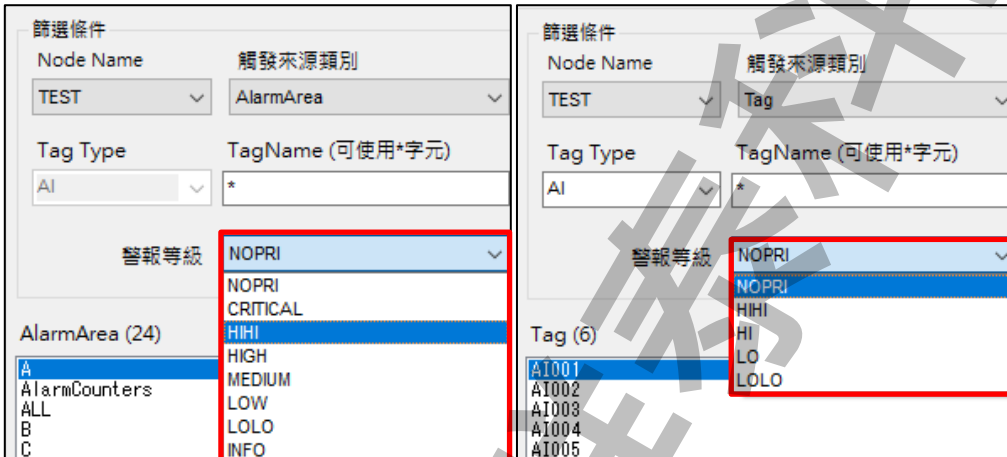 篩選條件
Node Name
觸發來源類別
TEST
AlarmArea
Tag Type
TagName (可使用*字元)
AI
*
警報等級
NOPRI
NOPRI
CRITICAL
HIHI
HIGH
MEDIUM
LOW
LOLO
INFO
AlarmArea (24)
A
AlarmCounters
ALL
B
C
篩選條件
Node Name
觸發來源類別
TEST
Tag
Tag Type
TagName (可使用*字元)
AI
*
警報等級
NOPRI
NOPRI
HIHI
HI
LO
LOLO
Tag (6)
AI001
AI002
AI003
AI004
AI005